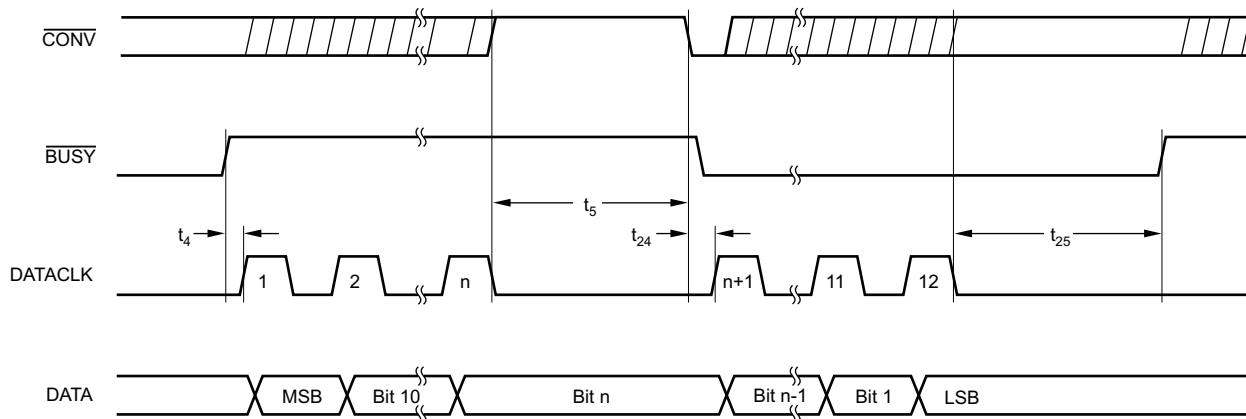 CONV
BUSY
t5
t4
t24
t25
DATACLK
1
2
n
n+1
11
12
DATA
MSB
Bit 10
Bit n
Bit n-1
Bit 1
LSB